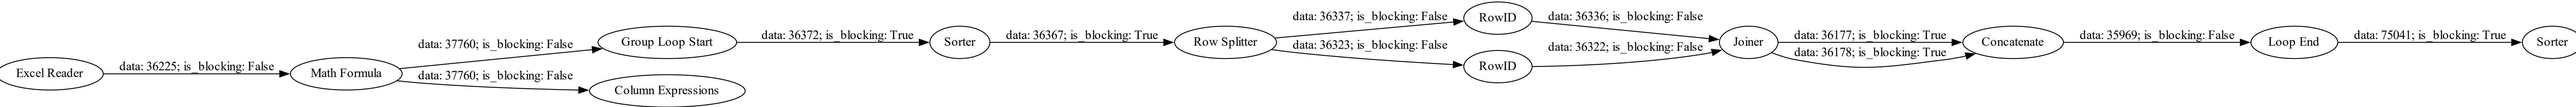 Excel Reader
data: 36225; is_blocking: False
Math Formula
data: 37760; is_blocking: False
data: 37760; is_blocking: False
Group Loop Start
Column Expressions
data: 36372; is_blocking: True
Sorter
data: 36367; is_blocking: True
Row Splitter
data: 36337; is_blocking: False
data: 36323; is_blocking: False
RowID
RowID
data: 36336; is_blocking: False
data: 36322; is_blocking: False
Joiner
data: 36177; is_blocking: True
data: 36178; is_blocking: True
Concatenate
data: 35969; is_blocking: False
Loop End
data: 75041; is_blocking: True
Sorter